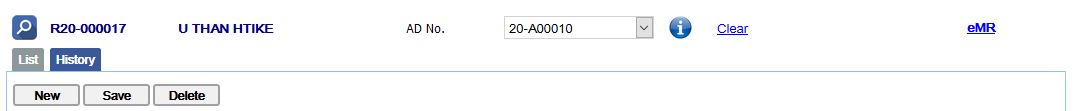 R20-000017 U THAN HTIKE AD No. 20-A00010 Clear eMR
List History
New Save Delete